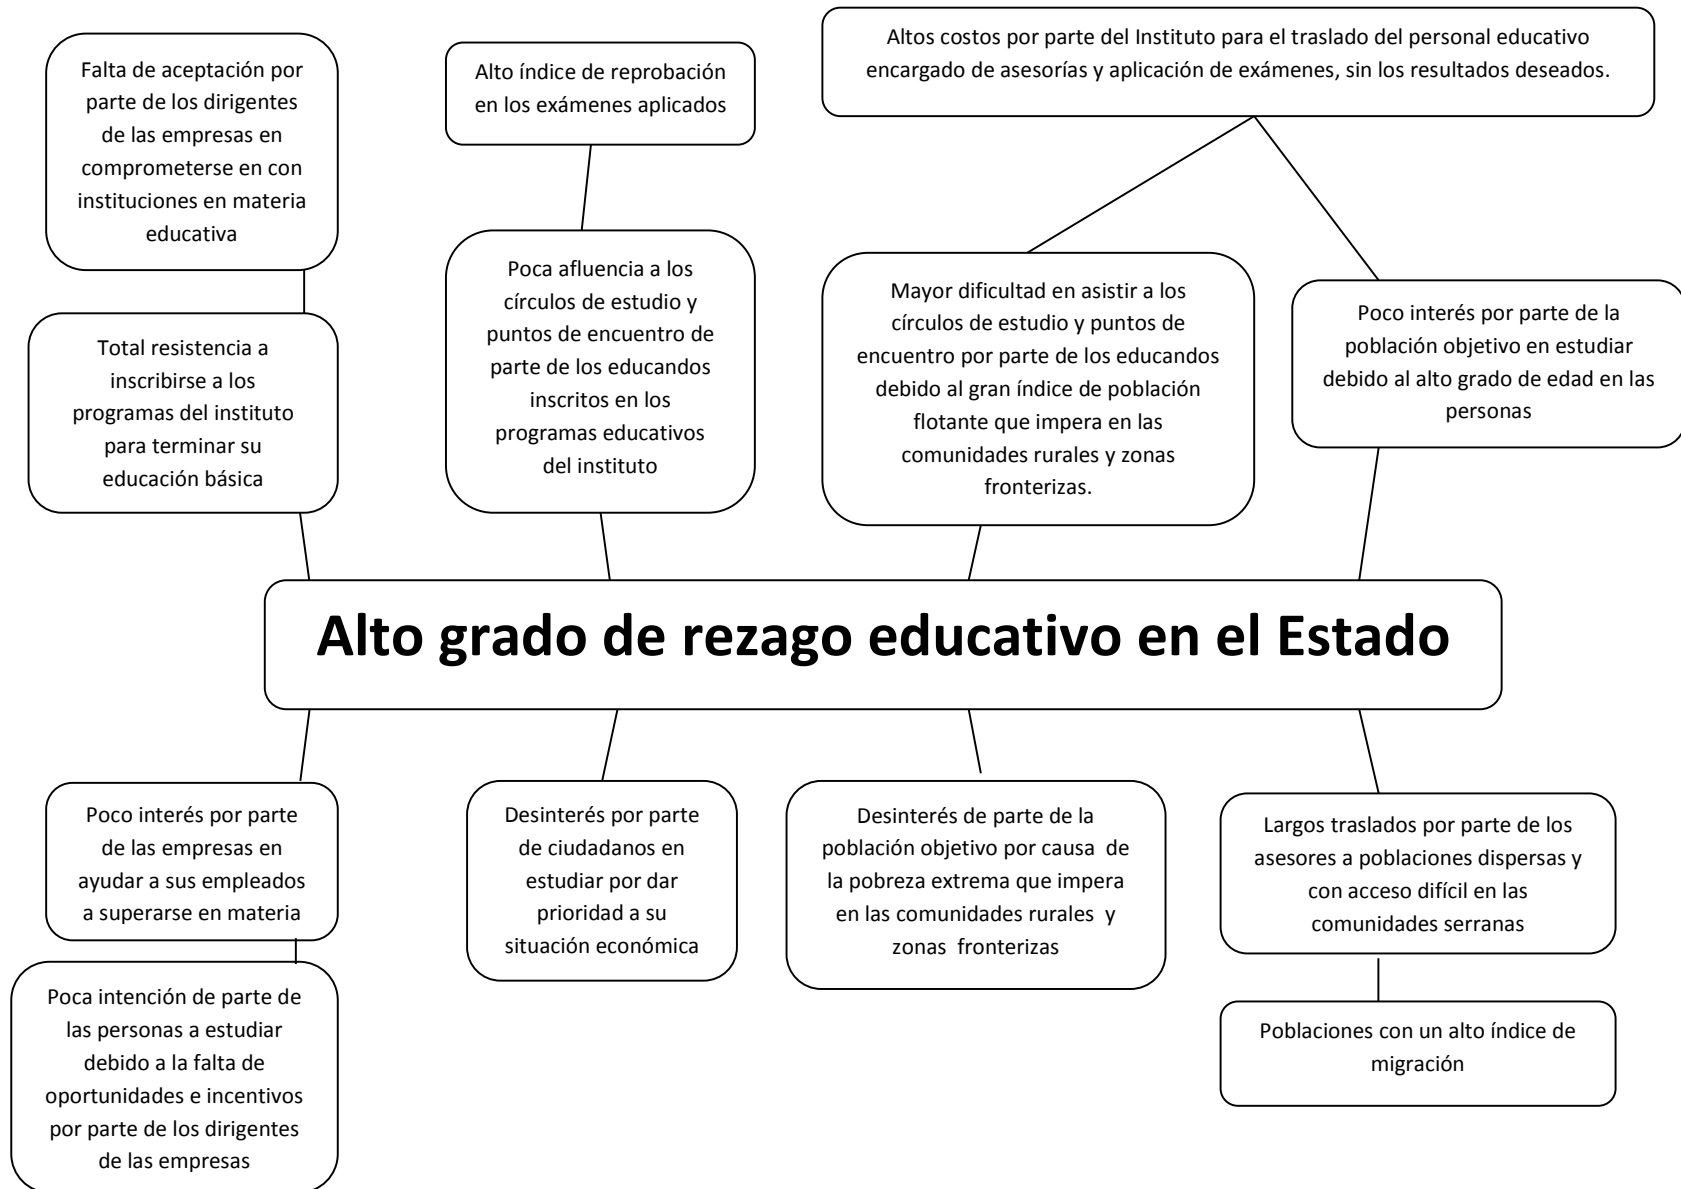 Falta de aceptación por
parte de los dirigentes
de las empresas en
comprometerse en con
instituciones en materia
educativa
Alto índice de reprobación
en los exámenes aplicados
Altos costos por parte del Instituto para el traslado del personal educativo
encargado de asesorías y aplicación de exámenes, sin los resultados deseados.
Total resistencia a
inscribirse a los
programas del instituto
para terminar su
educación básica
Poca afluencia a los
círculos de estudio y
puntos de encuentro de
parte de los educandos
inscritos en los
programas educativos
del instituto
Mayor dificultad en asistir a los
círculos de estudio y puntos de
encuentro por parte de los educandos
debido al gran índice de población
flotante que impera en las
comunidades rurales y zonas
fronterizas.
Poco interés por parte de la
población objetivo en estudiar
debido al alto grado de edad en las
personas
Alto grado de rezago educativo en el Estado
Poco interés por parte
de las empresas en
ayudar a sus empleados
a superarse en materia
Desinterés por parte
de ciudadanos en
estudiar por dar
prioridad a su
situación económica
Desinterés de parte de la
población objetivo por causa de
la pobreza extrema que impera
en las comunidades rurales y
zonas fronterizas
Largos traslados por parte de los
asesores a poblaciones dispersas y
con acceso difícil en las
comunidades serranas
Poca intención de parte de
las personas a estudiar
debido a la falta de
oportunidades e incentivos
por parte de los dirigentes
de las empresas
Poblaciones con un alto índice de
migración